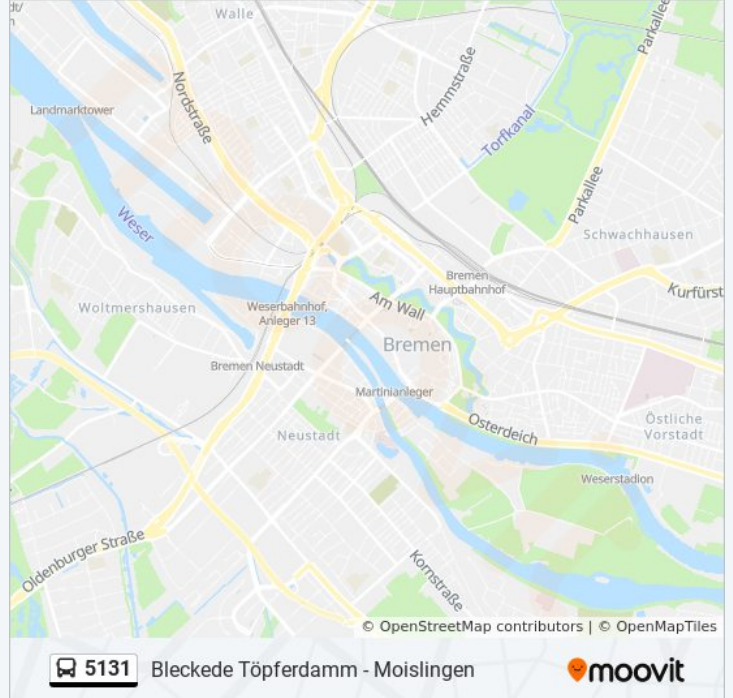 Walle
Parkallee
Hemmstraße
Nordstraße
Landmarktower
Torfkanal
Parkallee
Weser
Schwachhausen
Bremen
Hauptbahnhof
Kurfürst
Woltmershausen
Weserbahnhof,
Anleger 13
Am Wall
Bremen
Bremen Neustadt
Martinianleger
Neustadt
Osterdeich
Östliche
Vorstadt
Weserstadion
Oldenburger Straße
Kornstraße
© OpenStreetMap contributors | © OpenMapTiles
5131 Bleckede Töpferdamm - Moislingen moovit